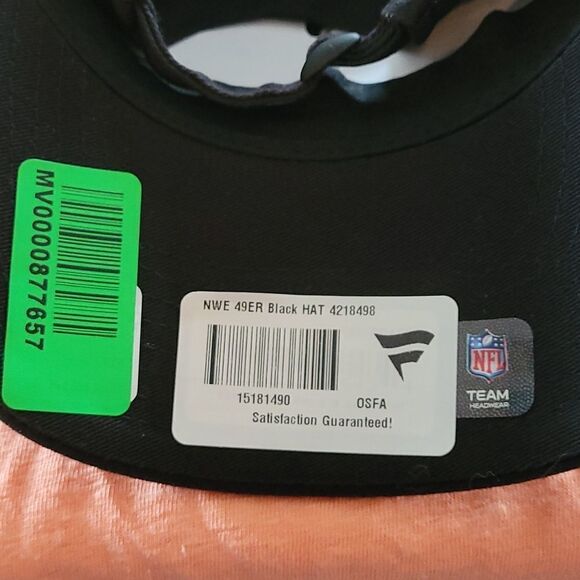 MV0000877657
NWE 49ER Black HAT 4218498
15181490 OSFA
Satisfaction Guaranteed!
NFL
TEAM
HEADWEAR